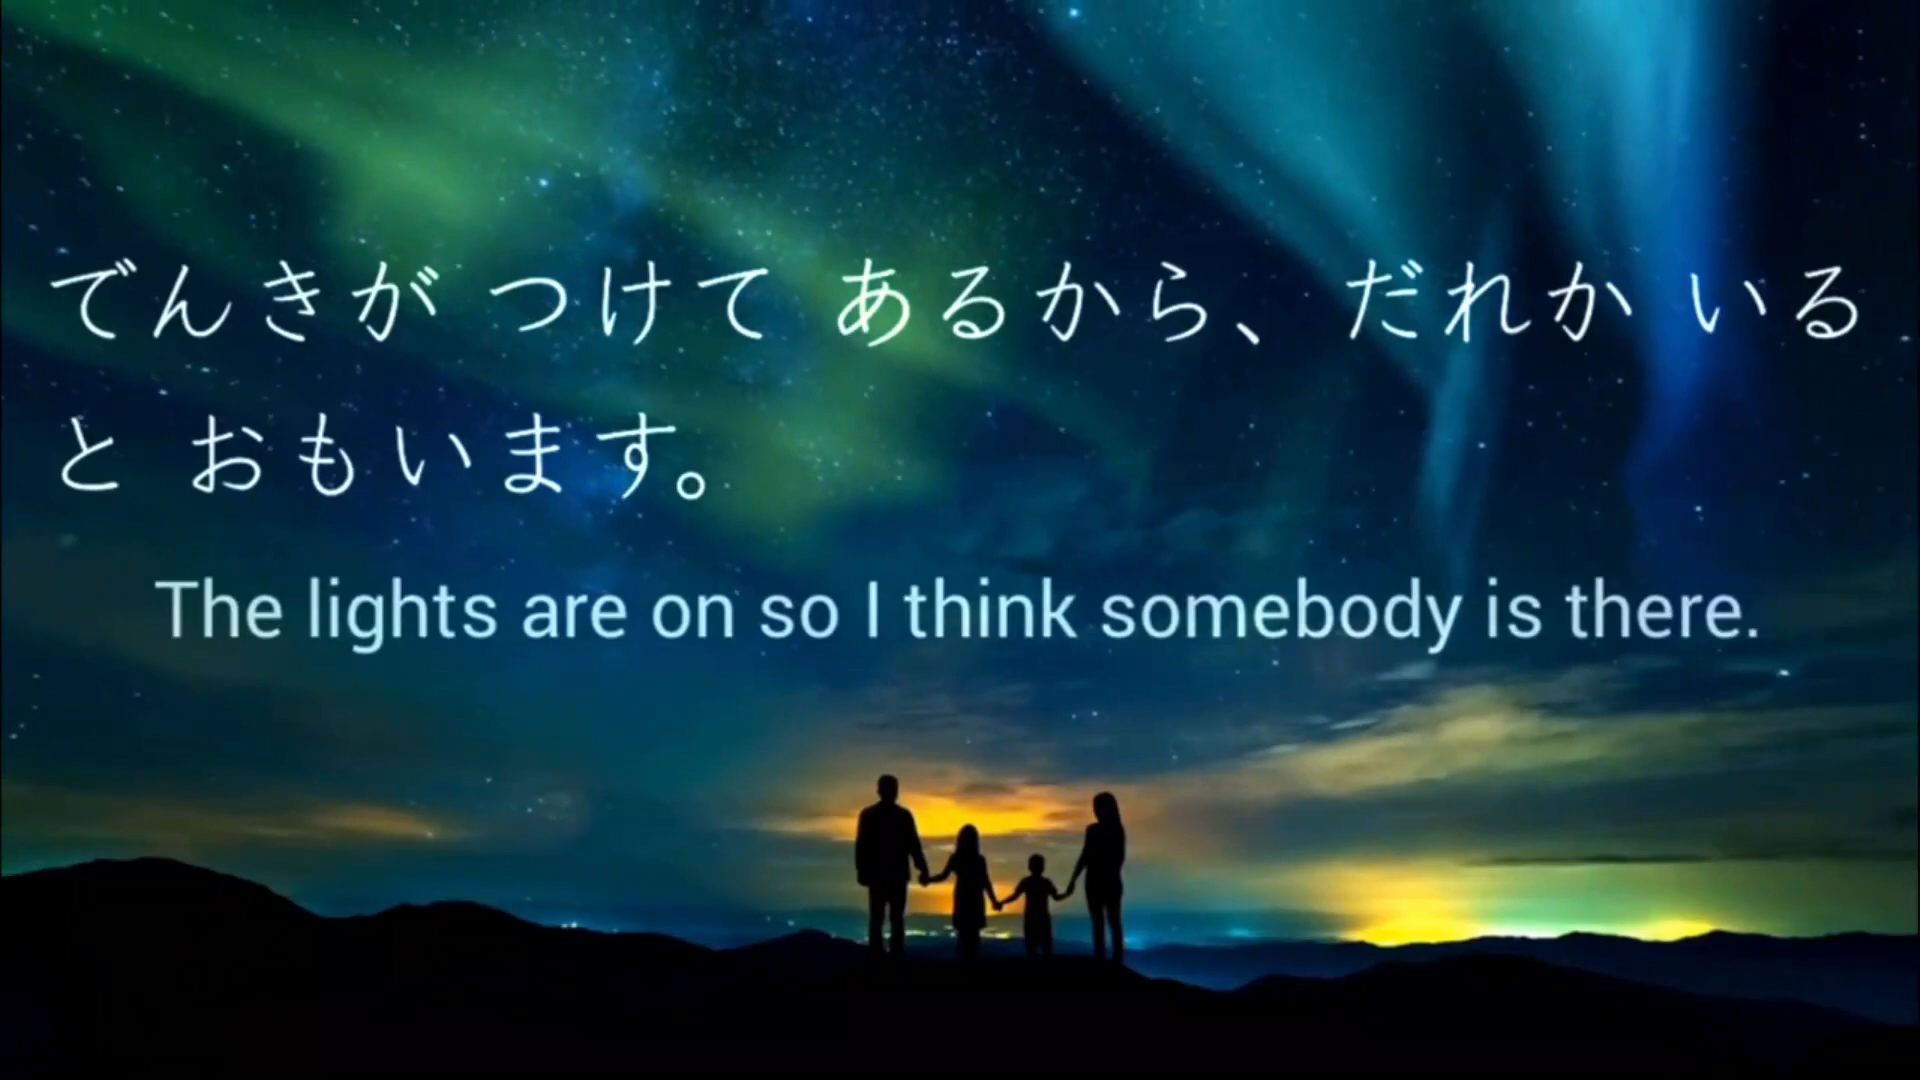 でんきが つけて あるから、だれか いる
と おもいます。
The lights are on so I think somebody is there.